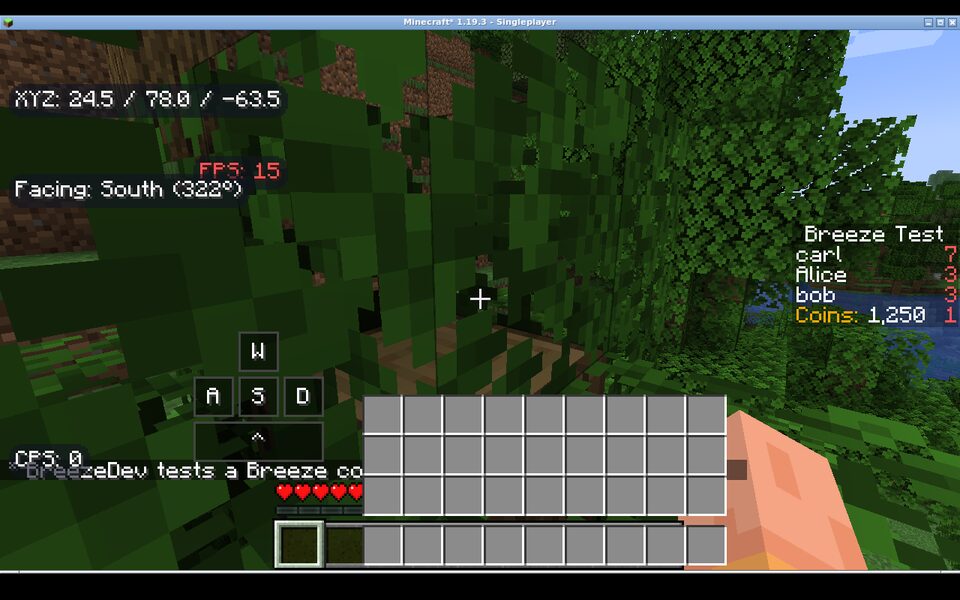 Minecraft* 1.19.3 - Singleplayer
XYZ: 24.5 / 78.0 / -63.5
FPS: 15
Facing: South (322°)
Breeze Test
carl 7
Alice 3
bob 3
Coins: 1,250 1
W
A S D
^
CPS: 0
* BreezeDev tests a Breeze co